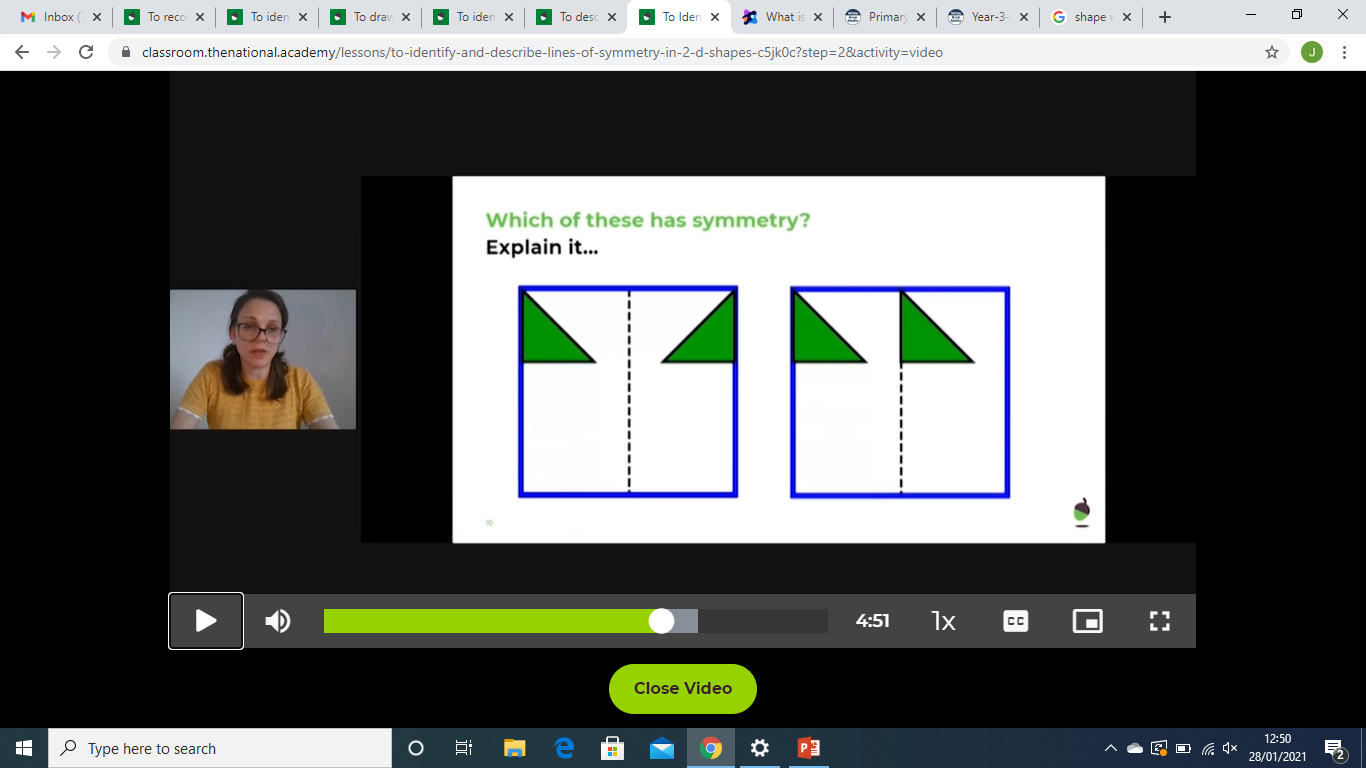 Inbox (
To reco
To iden
To draw
To iden
To desc
To Iden
What is
Primary
Year-3-
shape v
classroom.thenational.academy/lessons/to-identify-and-describe-lines-of-symmetry-in-2-d-shapes-c5jk0c?step=2&activity=video
J
Which of these has symmetry?
Explain it...
10
4:51
1x
CC
Close Video
Type here to search
12:50
28/01/2021
2